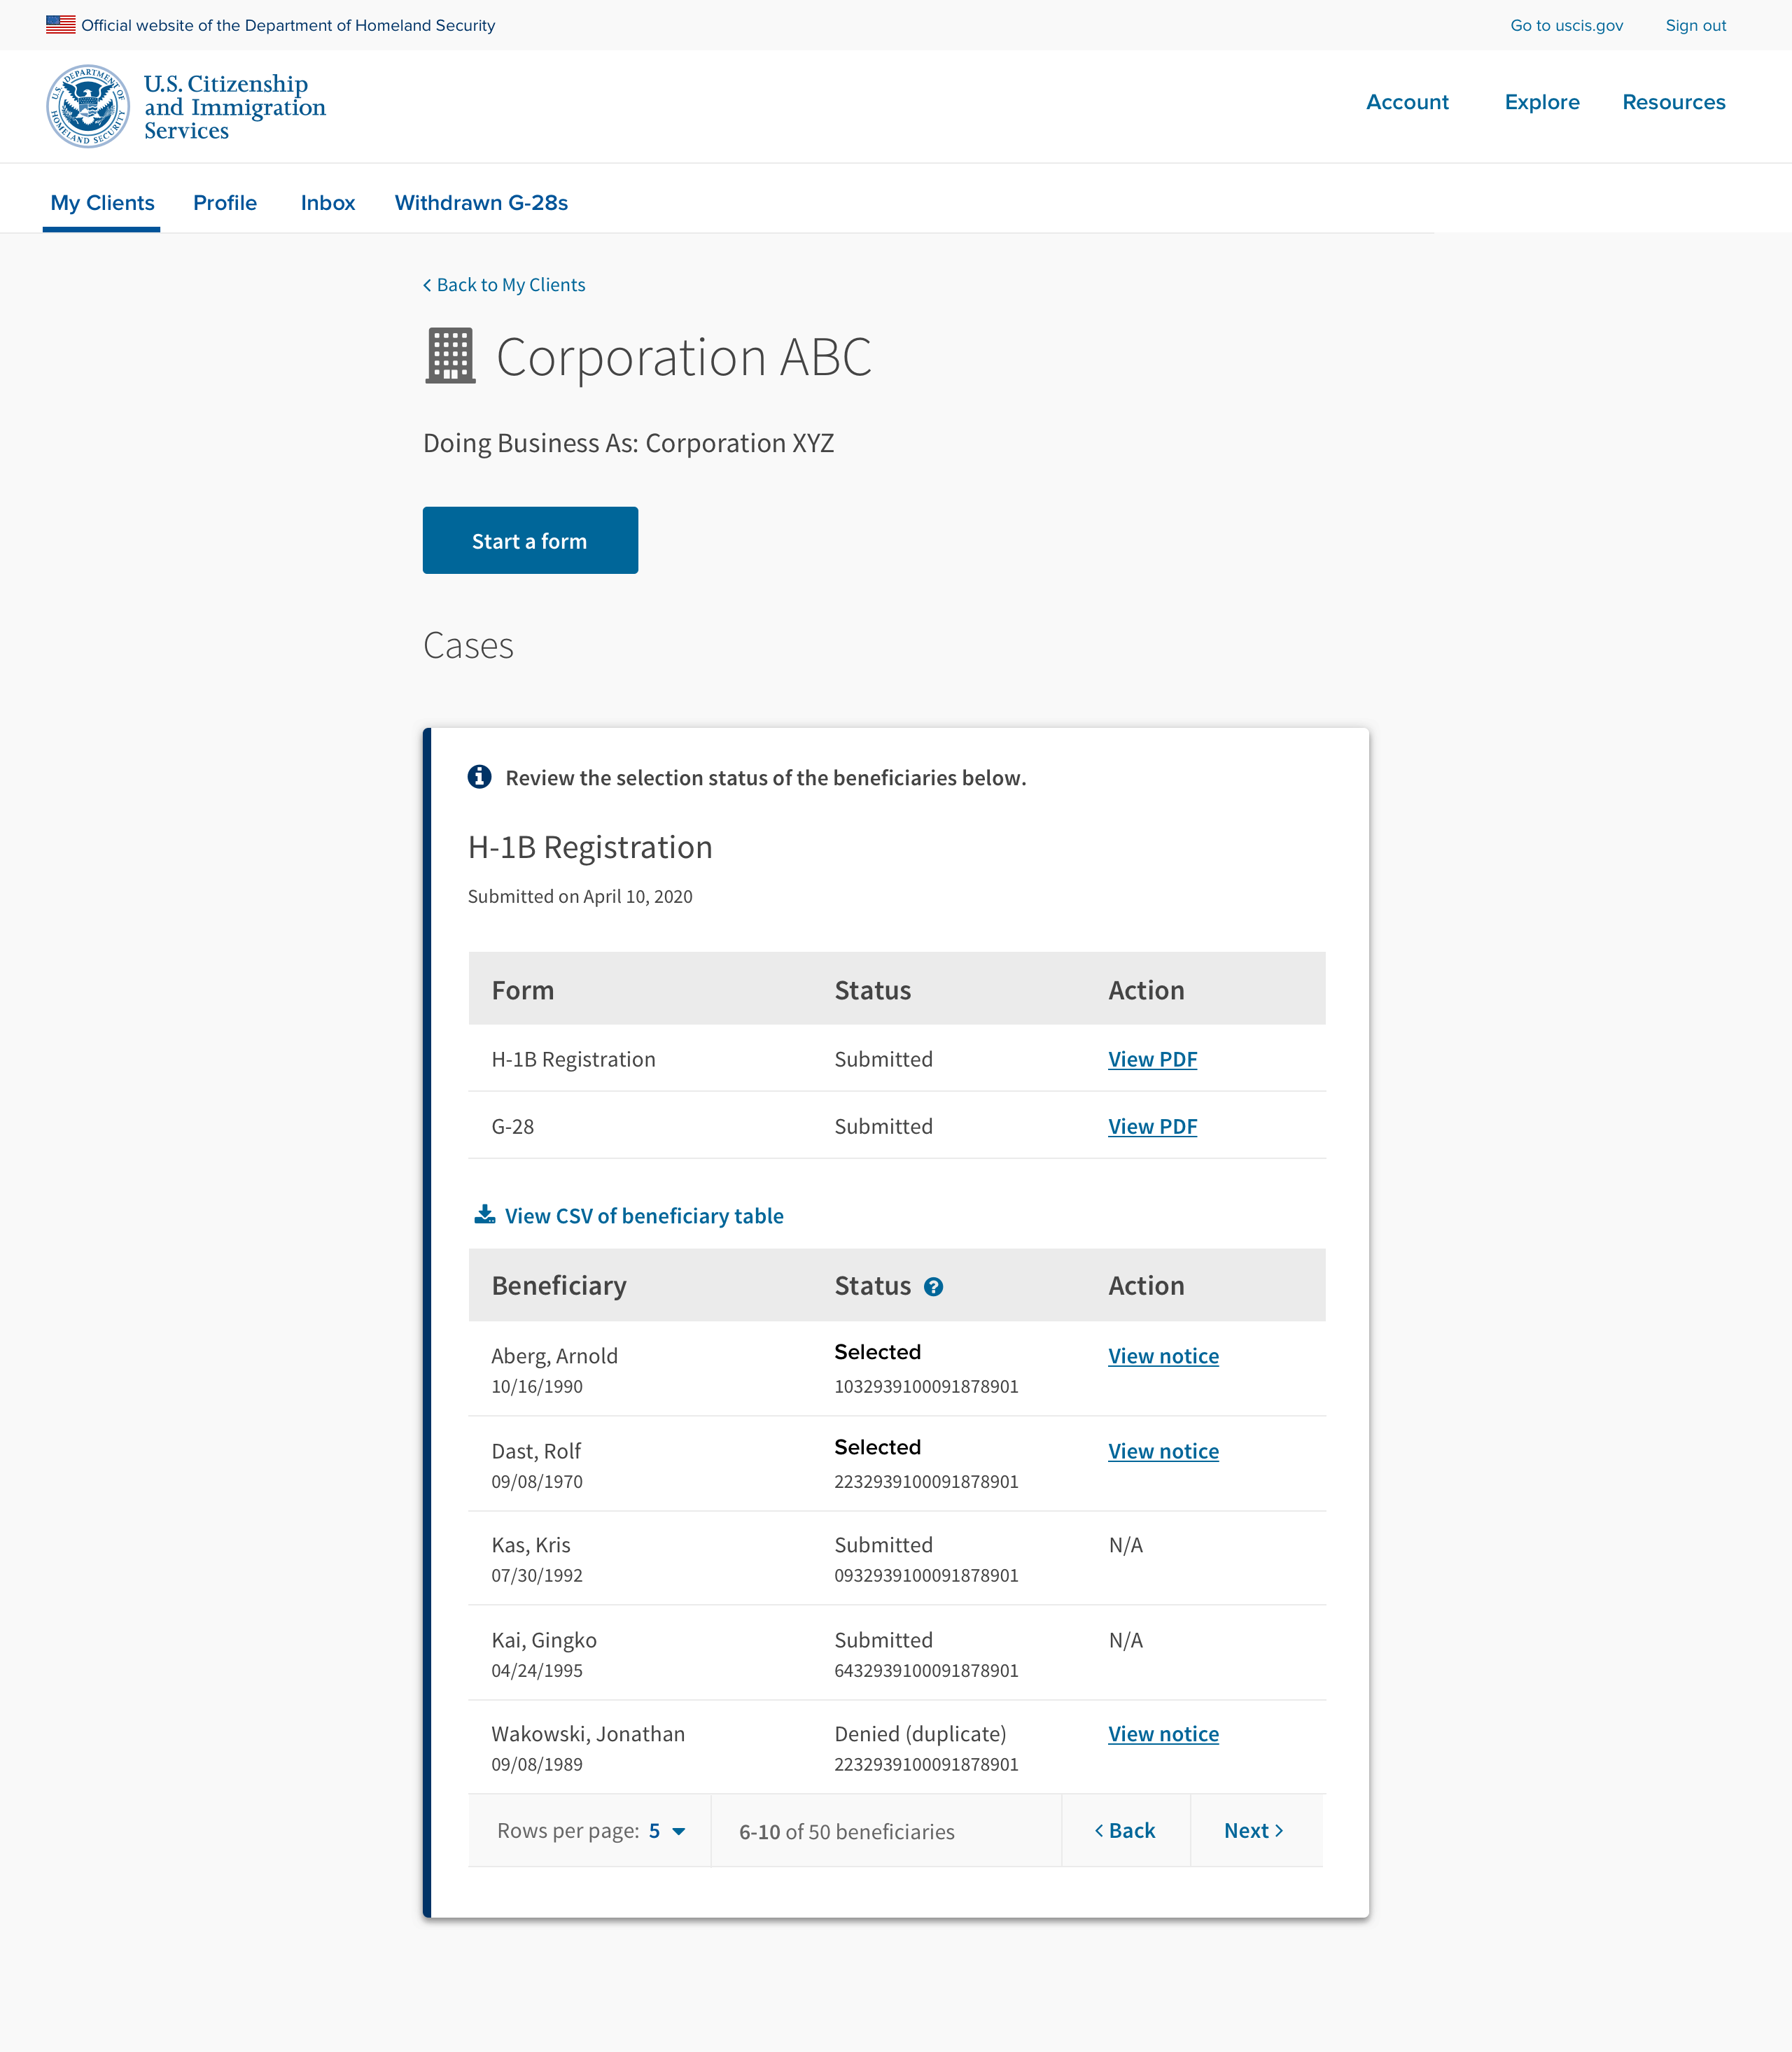 Official website of the Department of Homeland Security
Go to uscis.gov
Sign out
U.S. DEPARTMENT OF HOMELAND SECURITY
U.S. Citizenship
and Immigration
Services
Account
Explore
Resources
My Clients
Profile
Inbox
Withdrawn G-28s
Back to My Clients
Corporation ABC
Doing Business As: Corporation XYZ
Start a form
Cases
Review the selection status of the beneficiaries below.
H-1B Registration
Submitted on April 10, 2020
Form Status Action
H-1B Registration Submitted View PDF
G-28 Submitted View PDF
View CSV of beneficiary table
Beneficiary Status ? Action
Aberg, Arnold Selected View notice
10/16/1990 1032939100091878901
Dast, Rolf Selected View notice
09/08/1970 2232939100091878901
Kas, Kris Submitted N/A
07/30/1992 0932939100091878901
Kai, Gingko Submitted N/A
04/24/1995 6432939100091878901
Wakowski, Jonathan Denied (duplicate) View notice
09/08/1989 2232939100091878901
Rows per page: 5 6-10 of 50 beneficiaries Back Next